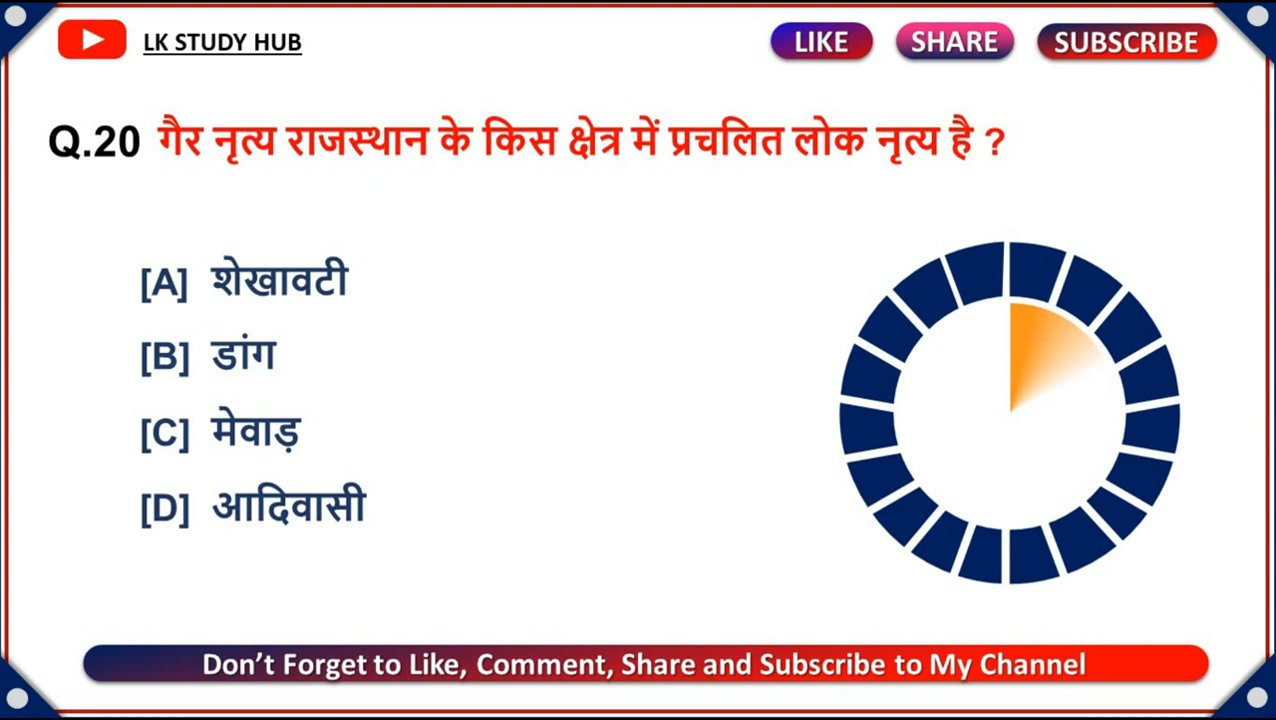 LK STUDY HUB
LIKE SHARE SUBSCRIBE
Q.20 गैर नृत्य राजस्थान के किस क्षेत्र में प्रचलित लोक नृत्य है ?
[A] शेखावटी
[B] डांग
[C] मेवाड़
[D] आदिवासी
Don’t Forget to Like, Comment, Share and Subscribe to My Channel